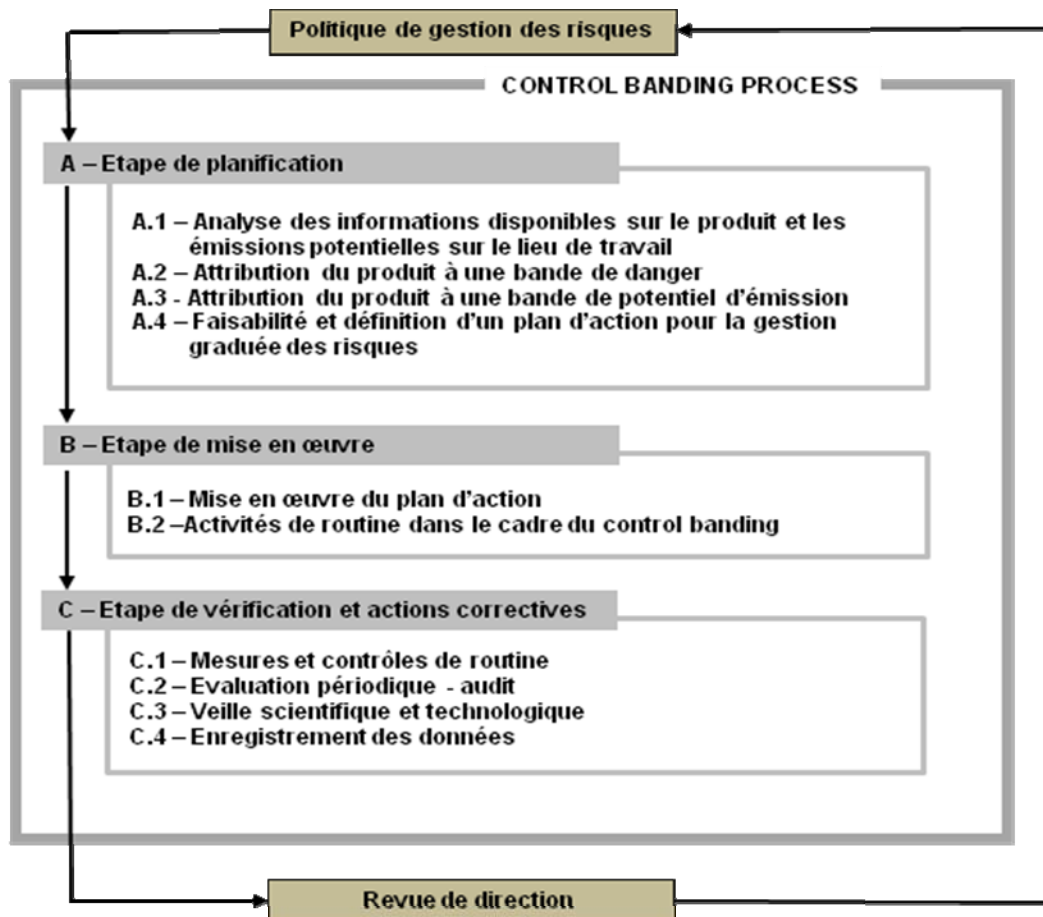 Politique de gestion des risques
CONTROL BANDING PROCESS
A – Etape de planification
A.1 – Analyse des informations disponibles sur le produit et les
émissions potentielles sur le lieu de travail
A.2 – Attribution du produit à une bande de danger
A.3 - Attribution du produit à une bande de potentiel d'émission
A.4 – Faisabilité et définition d'un plan d'action pour la gestion
graduée des risques
B – Etape de mise en œuvre
B.1 – Mise en œuvre du plan d'action
B.2 –Activités de routine dans le cadre du control banding
C – Etape de vérification et actions correctives
C.1 – Mesures et contrôles de routine
C.2 – Evaluation périodique - audit
C.3 – Veille scientifique et technologique
C.4 – Enregistrement des données
Revue de direction